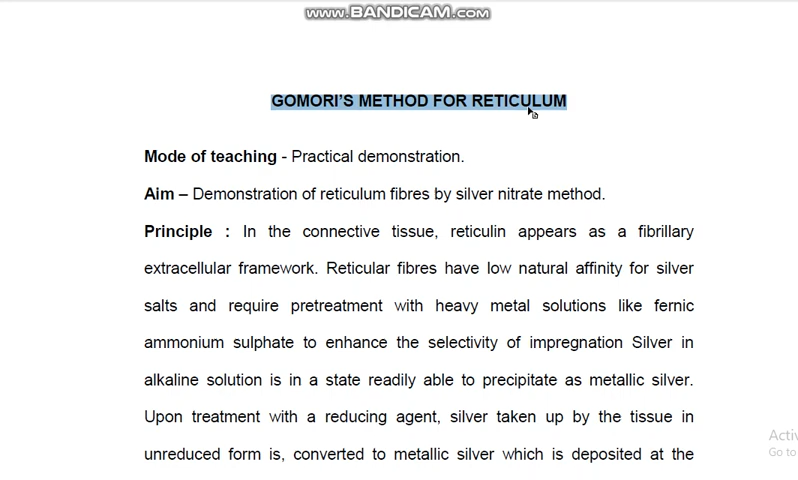 www.BANDICAM.com
GOMORI'S METHOD FOR RETICULUM
Mode of teaching - Practical demonstration.
Aim – Demonstration of reticulum fibres by silver nitrate method.
Principle : In the connective tissue, reticulin appears as a fibrillary
extracellular framework. Reticular fibres have low natural affinity for silver
salts and require pretreatment with heavy metal solutions like fernic
ammonium sulphate to enhance the selectivity of impregnation Silver in
alkaline solution is in a state readily able to precipitate as metallic silver.
Upon treatment with a reducing agent, silver taken up by the tissue in
unreduced form is, converted to metallic silver which is deposited at the
Activ
Go to